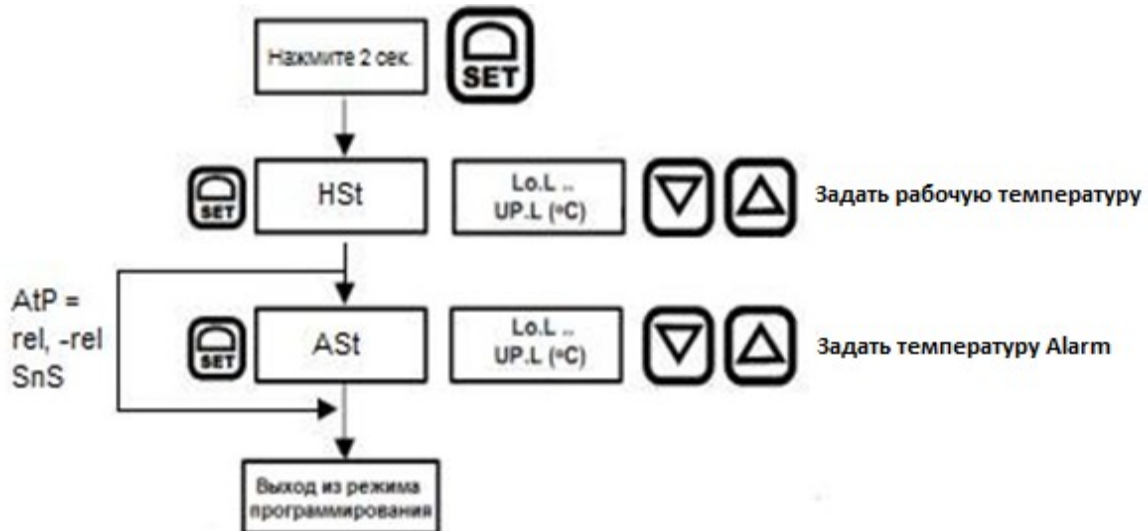 Нажмите 2 сек.
SET
SET
HSt
Lo.L ..
UP.L (°C)
Задать рабочую температуру
AtP =
rel, -rel
SnS
SET
ASt
Lo.L ..
UP.L (°C)
Задать температуру Alarm
Выход из режима
программирования